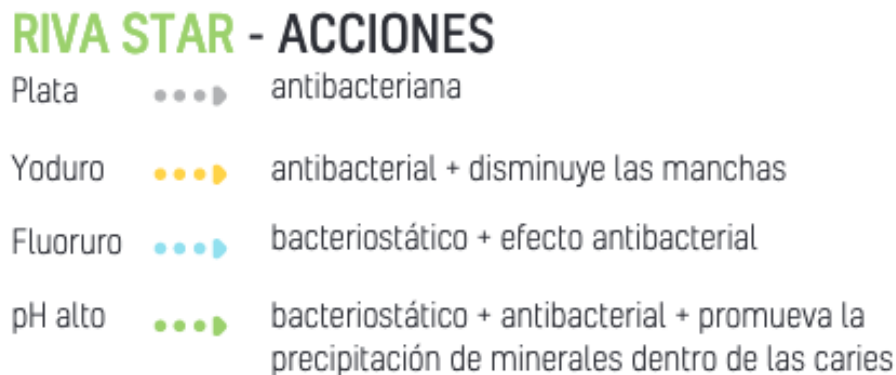 RIVA STAR - ACCIONES
Plata antibacteriana
Yoduro antibacterial + disminuye las manchas
Fluoruro bacteriostático + efecto antibacterial
pH alto bacteriostático + antibacterial + promueva la
precipitación de minerales dentro de las caries